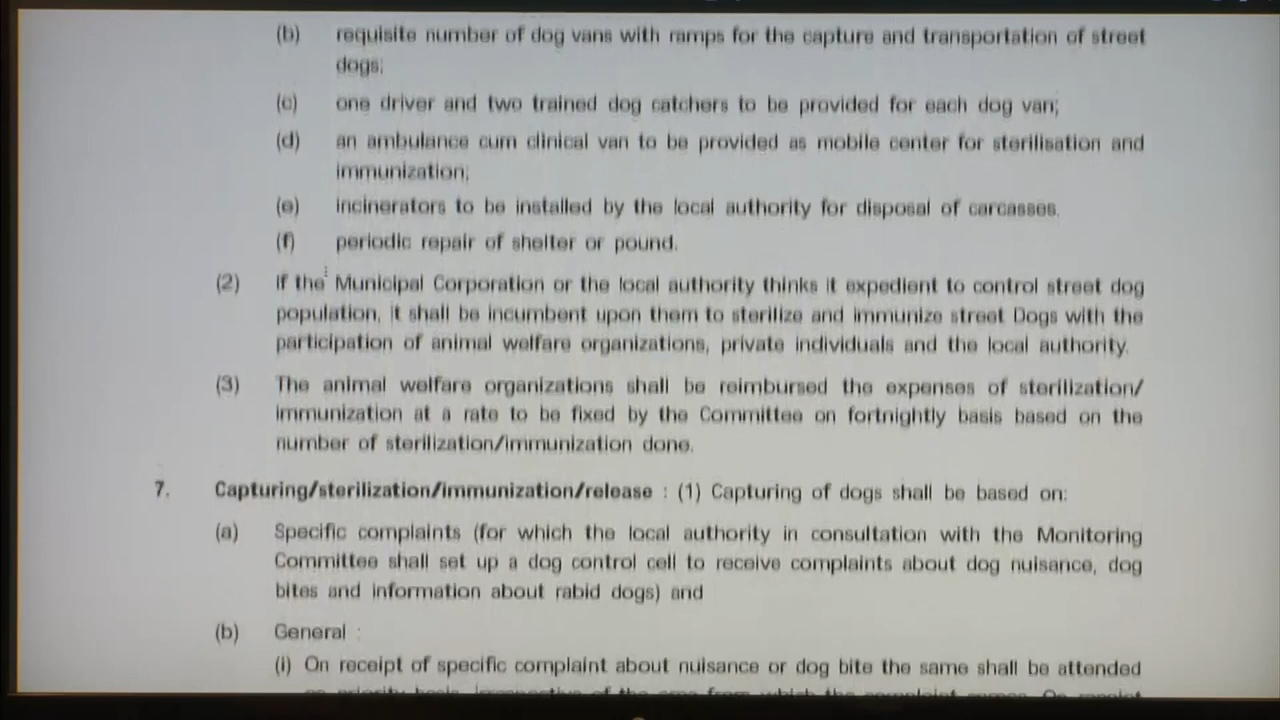 (b) requisite number of dog vans with ramps for the capture and transportation of street
dogs;
(c) one driver and two trained dog catchers to be provided for each dog van;
(d) an ambulance cum clinical van to be provided as mobile center for sterilisation and
immunization;
(e) incinerators to be installed by the local authority for disposal of carcasses.
(f) periodic repair of shelter or pound.
(2) If the Municipal Corporation or the local authority thinks it expedient to control street dog
population, it shall be incumbent upon them to sterilize and immunize street Dogs with the
participation of animal welfare organizations, private individuals and the local authority.
(3) The animal welfare organizations shall be reimbursed the expenses of sterilization/
immunization at a rate to be fixed by the Committee on fortnightly basis based on the
number of sterilization/immunization done.
7. Capturing/sterilization/immunization/release : (1) Capturing of dogs shall be based on:
(a) Specific complaints (for which the local authority in consultation with the Monitoring
Committee shall set up a dog control cell to receive complaints about dog nuisance, dog
bites and information about rabid dogs) and
(b) General :
(i) On receipt of specific complaint about nuisance or dog bite the same shall be attended